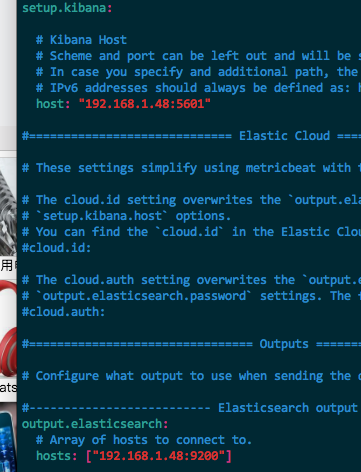 setup.kibana:
# Kibana Host
# Scheme and port can be left out and will be
# In case you specify and additional path, the
# IPv6 addresses should always be defined as:
host: "192.168.1.48:5601"
#============================= Elastic Cloud ====
# These settings simplify using metricbeat with
# The cloud.id setting overwrites the `output.
# `setup.kibana.host` options.
# You can find the `cloud.id` in the Elastic
#cloud.id:
# The cloud.auth setting overwrites the `output.
# `output.elasticsearch.password` settings. The
#cloud.auth:
#================================ Outputs =======
# Configure what output to use when sending the
#-------------------------- Elasticsearch output
output.elasticsearch:
# Array of hosts to connect to.
hosts: ["192.168.1.48:9200"]
用
ats